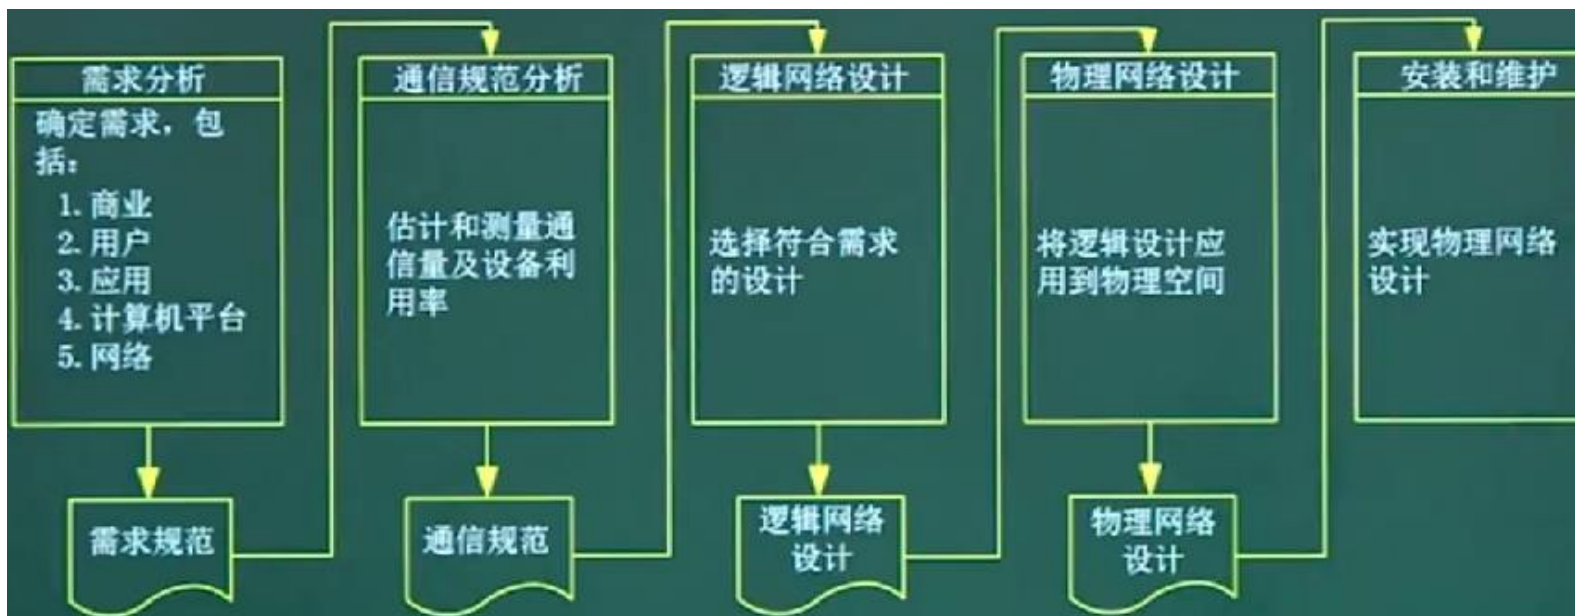 需求分析
确定需求，包
括：
1.商业
2.用户
3.应用
4.计算机平台
5.网络
需求规范
通信规范分析
估计和测量通
信量及设备利
用率
通信规范
逻辑网络设计
选择符合需求
的设计
逻辑网络
设计
物理网络设计
将逻辑设计应
用到物理空间
物理网络
设计
安装和维护
实现物理网络
设计